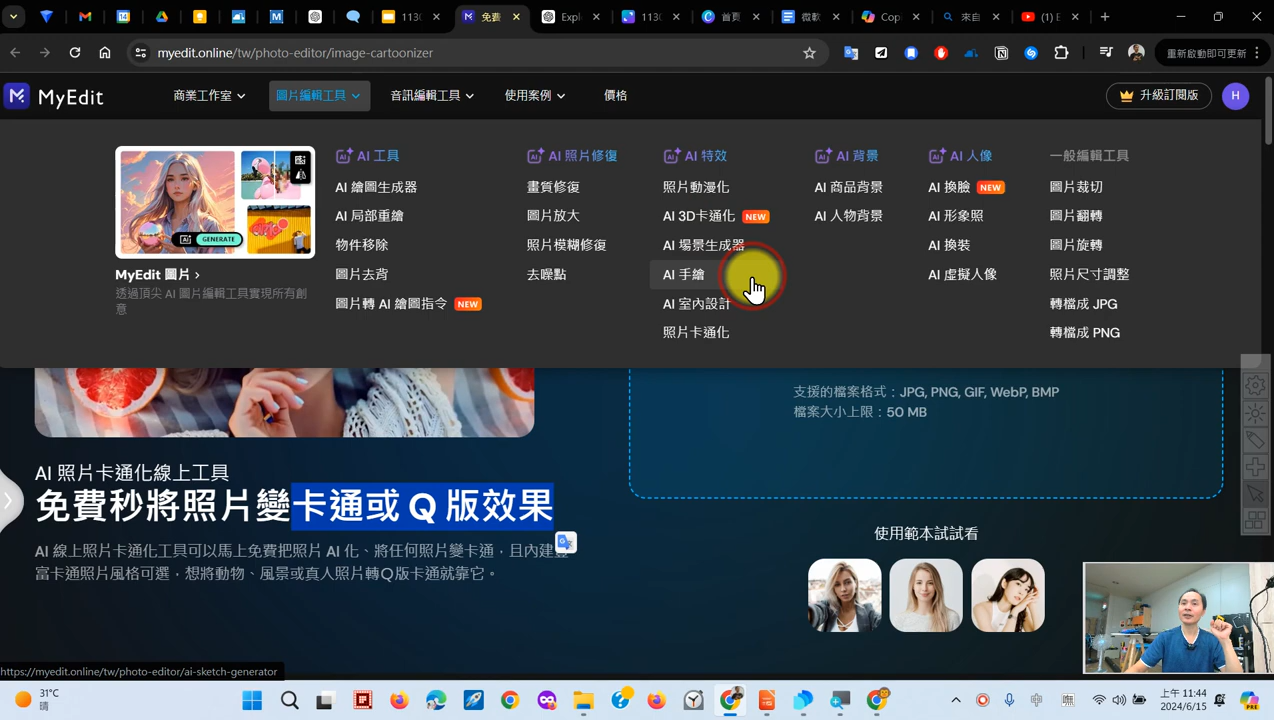 1130
免費
Expl
1130
首頁
微軟
Cop
來自
(1) E
myedit.online/tw/photo-editor/image-cartoonizer
重新啟動即可更新
MyEdit
商業工作室
圖片編輯工具
音訊編輯工具
使用案例
價格
升級訂閱版
H
GENERATE
MyEdit 圖片 ›
透過頂尖 AI 圖片編輯工具實現所有創
意
AI 工具
AI 繪圖生成器
AI 局部重繪
物件移除
圖片去背
圖片轉 AI 繪圖指令 NEW
AI 照片修復
畫質修復
圖片放大
照片模糊修復
去噪點
AI 特效
照片動漫化
AI 3D卡通化 NEW
AI 場景生成器
AI 手繪
AI 室內設計
照片卡通化
AI 背景
AI 商品背景
AI 人物背景
AI 人像
AI 換臉 NEW
AI 形象照
AI 換裝
AI 虛擬人像
一般編輯工具
圖片裁切
圖片翻轉
圖片旋轉
照片尺寸調整
轉檔成 JPG
轉檔成 PNG
支援的檔案格式：JPG, PNG, GIF, WebP, BMP
檔案大小上限：50 MB
AI 照片卡通化線上工具
免費秒將照片變卡通或 Q 版效果
AI 線上照片卡通化工具可以馬上免費把照片 AI 化、將任何照片變卡通，且內建豐
富卡通照片風格可選，想將動物、風景或真人照片轉Q版卡通就靠它。
使用範本試試看
https://myedit.online/tw/photo-editor/ai-sketch-generator
31°C
晴
中
上午 11:44
2024/6/15
PRE